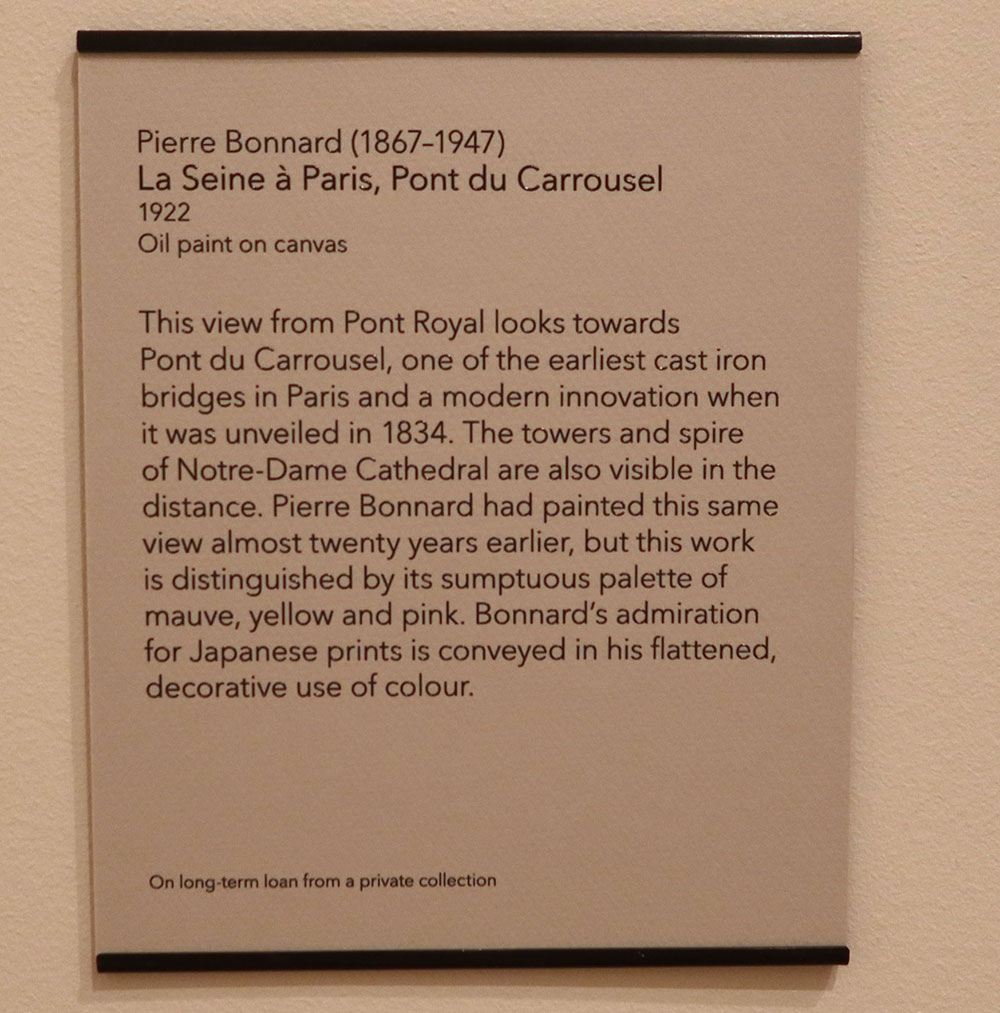 Pierre Bonnard (1867–1947)
La Seine à Paris, Pont du Carrousel
1922
Oil paint on canvas
This view from Pont Royal looks towards
Pont du Carrousel, one of the earliest cast iron
bridges in Paris and a modern innovation when
it was unveiled in 1834. The towers and spire
of Notre-Dame Cathedral are also visible in the
distance. Pierre Bonnard had painted this same
view almost twenty years earlier, but this work
is distinguished by its sumptuous palette of
mauve, yellow and pink. Bonnard’s admiration
for Japanese prints is conveyed in his flattened,
decorative use of colour.
On long-term loan from a private collection